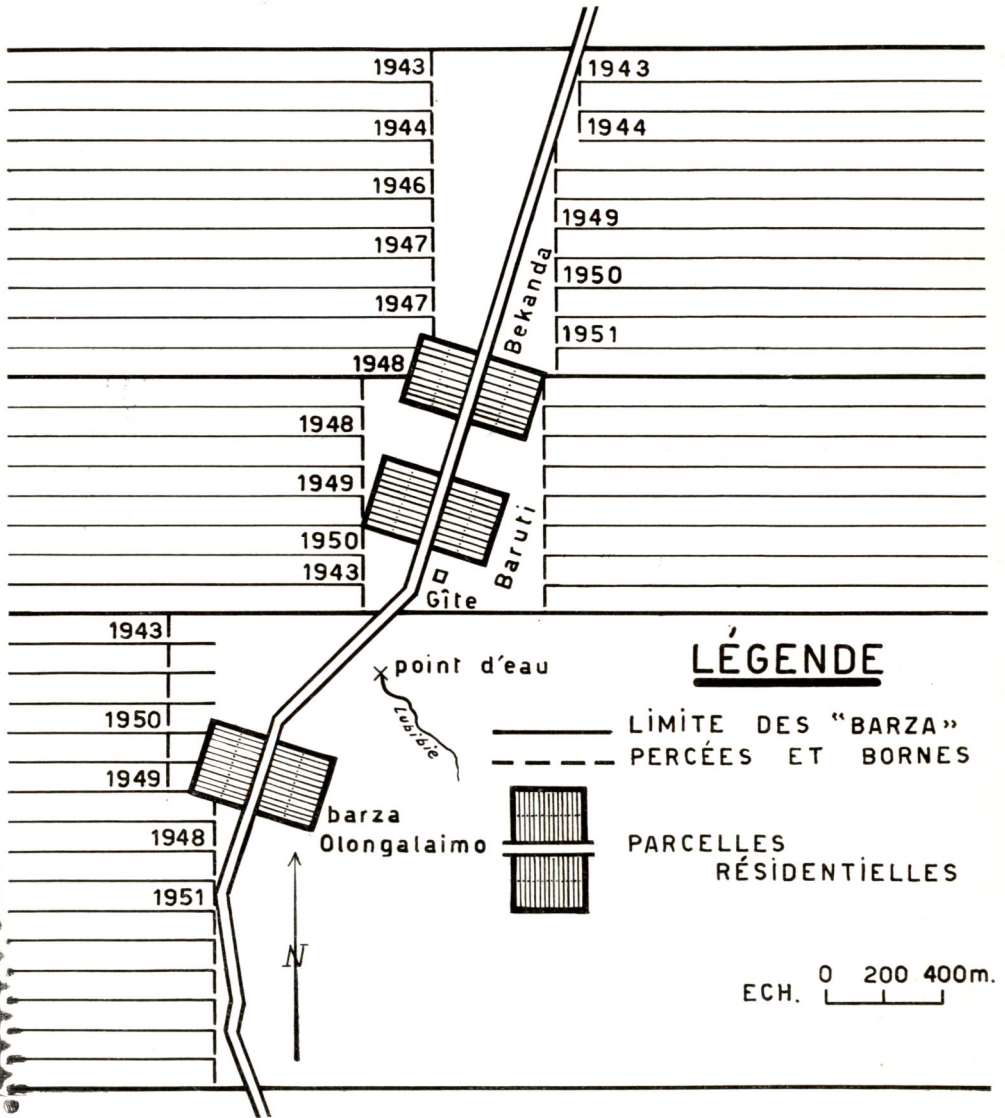 1943
1943
1944
1944
1946
1949
1947
1950
Bekanda
1947
1951
1948
1948
1949
1950
Baruti
1943
Gîte
1943
LÉGENDE
point d'eau
1950
Lubibie
LIMITE DES "BARZA"
PERCÉES ET BORNES
1949
barza
Olongalaimo
1948
PARCELLES
RÉSIDENTIELLES
1951
N
0 200 400m.
ECH.